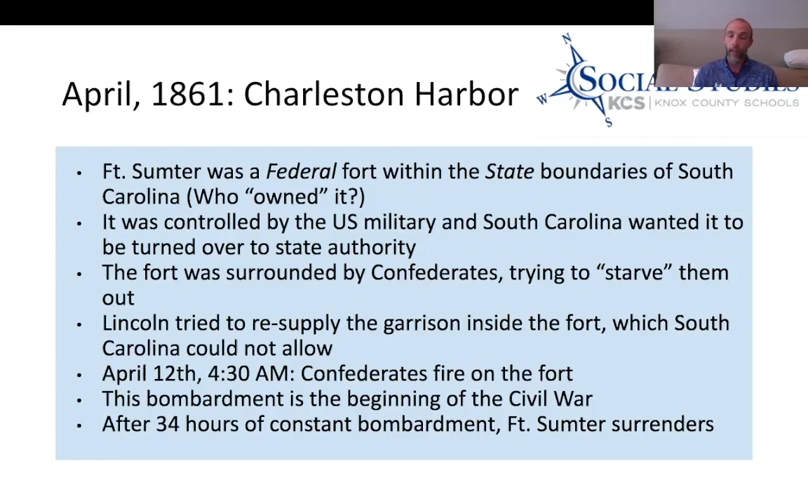 N
W
S
SOCIAL STUDIES
KCS | KNOX COUNTY SCHOOLS
April, 1861: Charleston Harbor
• Ft. Sumter was a Federal fort within the State boundaries of South
Carolina (Who “owned” it?)
• It was controlled by the US military and South Carolina wanted it to
be turned over to state authority
• The fort was surrounded by Confederates, trying to “starve” them
out
• Lincoln tried to re-supply the garrison inside the fort, which South
Carolina could not allow
• April 12th, 4:30 AM: Confederates fire on the fort
• This bombardment is the beginning of the Civil War
• After 34 hours of constant bombardment, Ft. Sumter surrenders